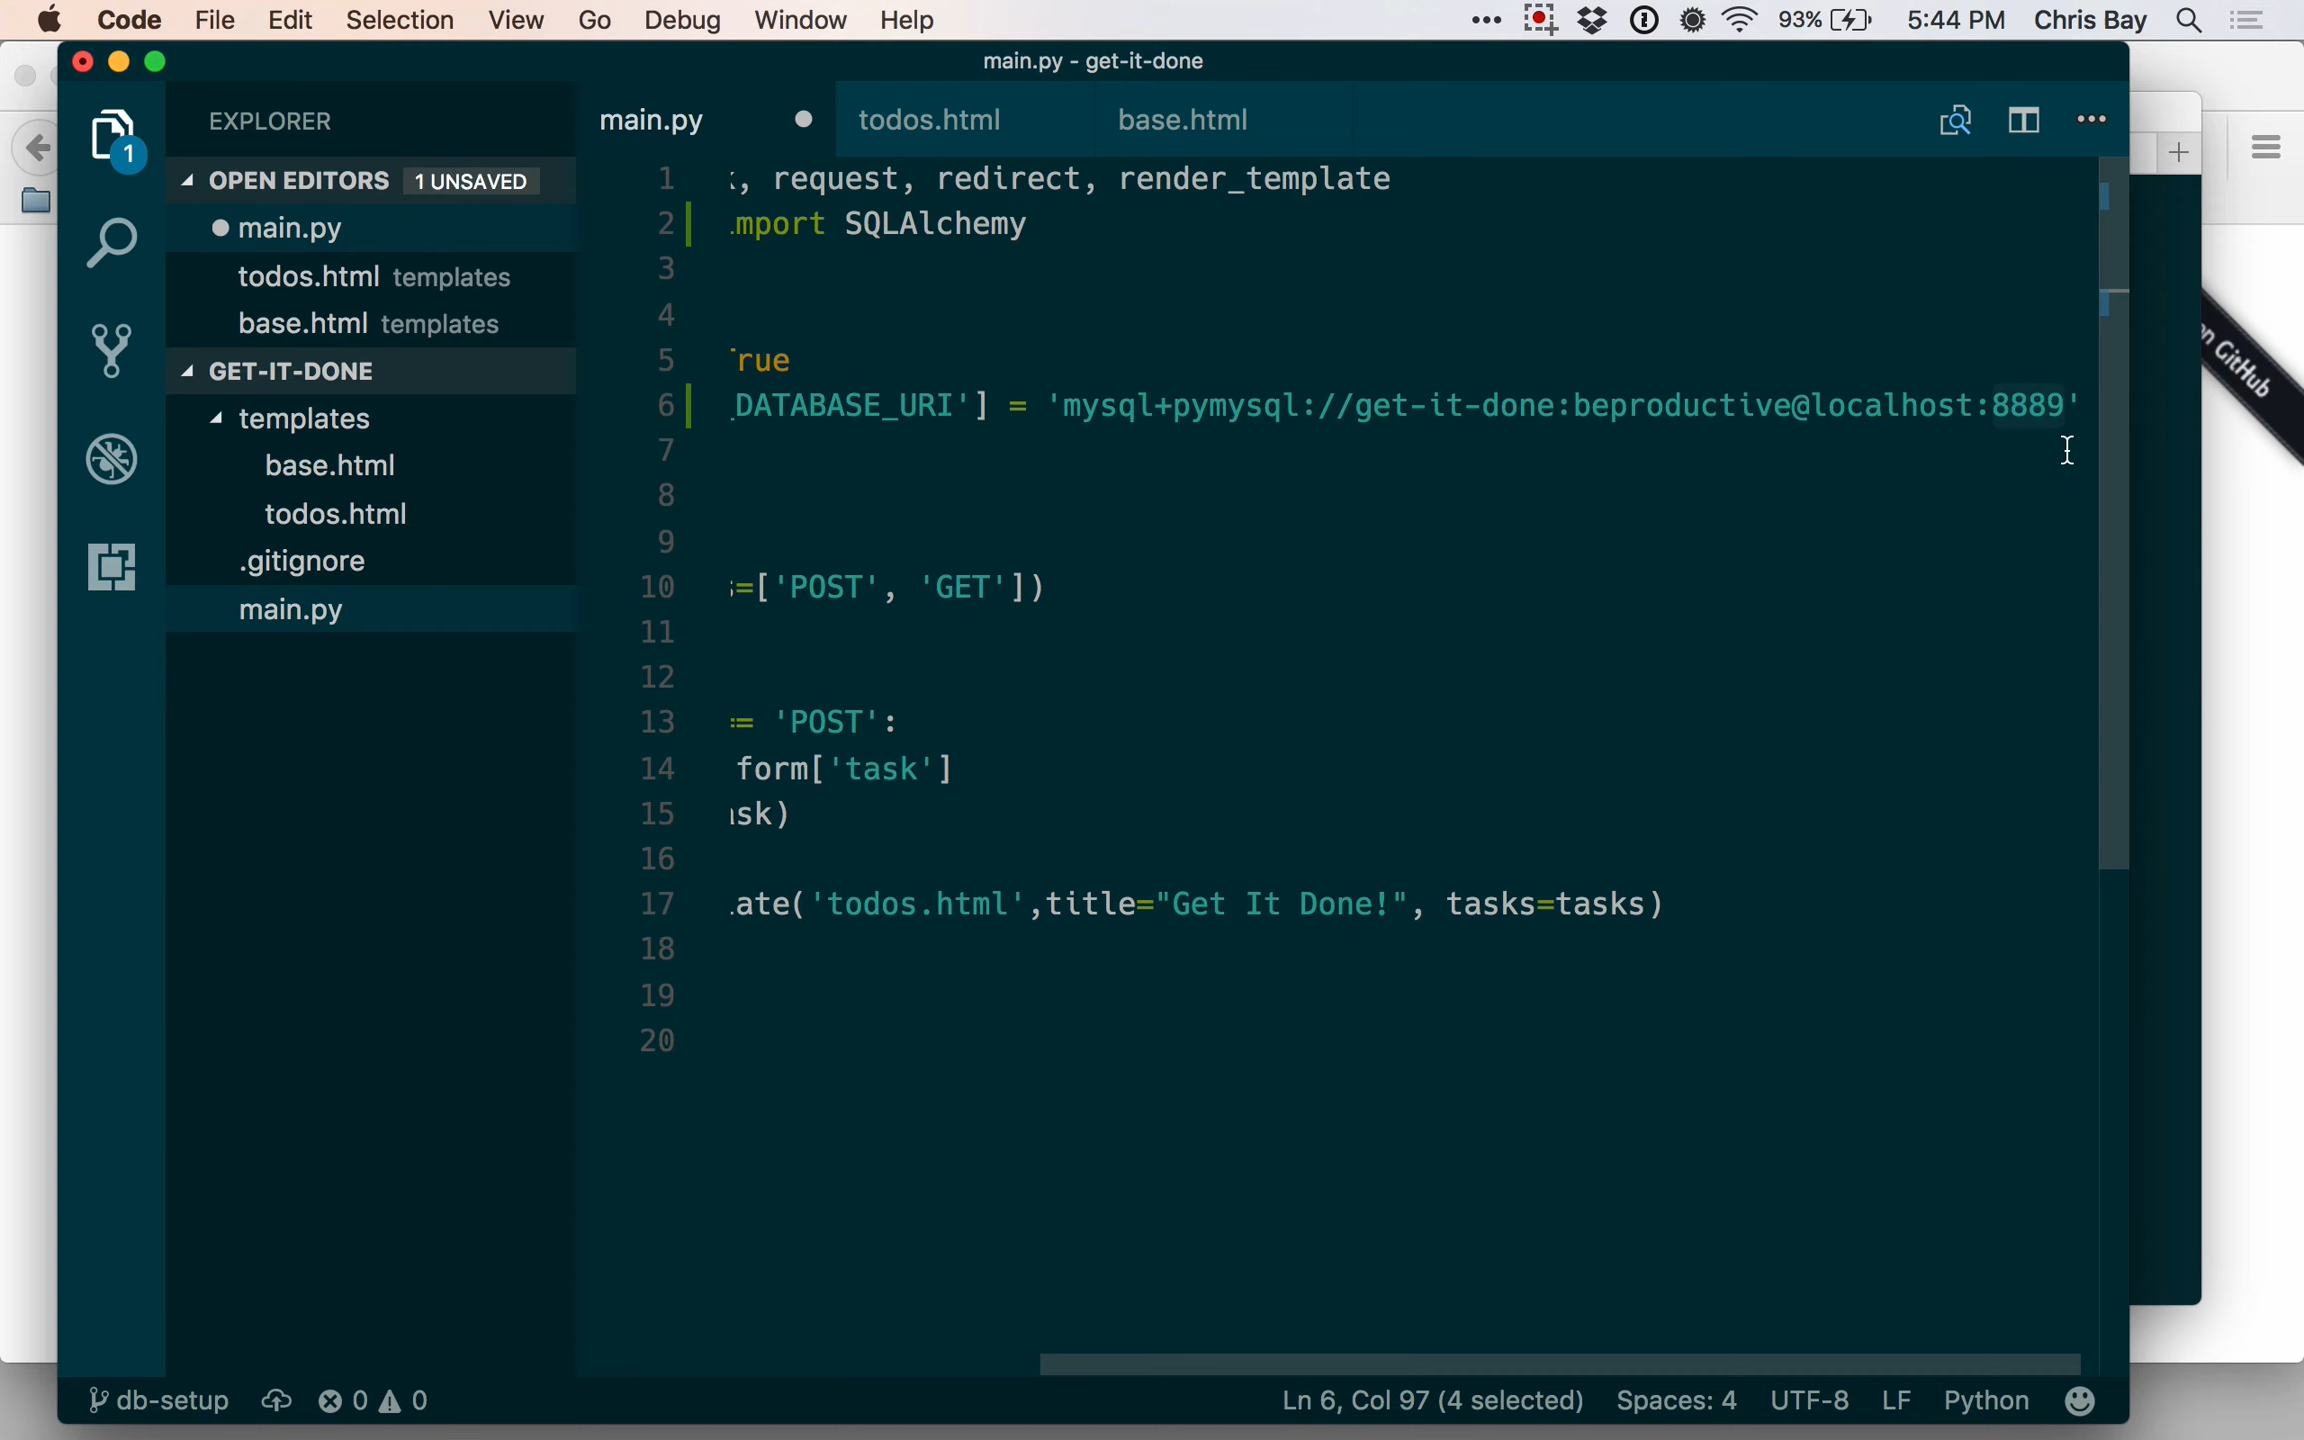 Code File Edit Selection View Go Debug Window Help 93% 5:44 PM Chris Bay
main.py - get-it-done
EXPLORER
1
OPEN EDITORS 1 UNSAVED
main.py
todos.html templates
base.html templates
GET-IT-DONE
templates
base.html
todos.html
.gitignore
main.py
main.py todos.html base.html
1 , request, redirect, render_template
2 mport SQLAlchemy
3
4
5 rue
6 _DATABASE_URI'] = 'mysql+pymysql://get-it-done:beproductive@localhost:8889'
7
8
9
10 =['POST', 'GET'])
11
12
13 == 'POST':
14 form['task']
15 sk)
16
17 ate('todos.html',title="Get It Done!", tasks=tasks)
18
19
20
on GitHub
db-setup 0 0 Ln 6, Col 97 (4 selected) Spaces: 4 UTF-8 LF Python